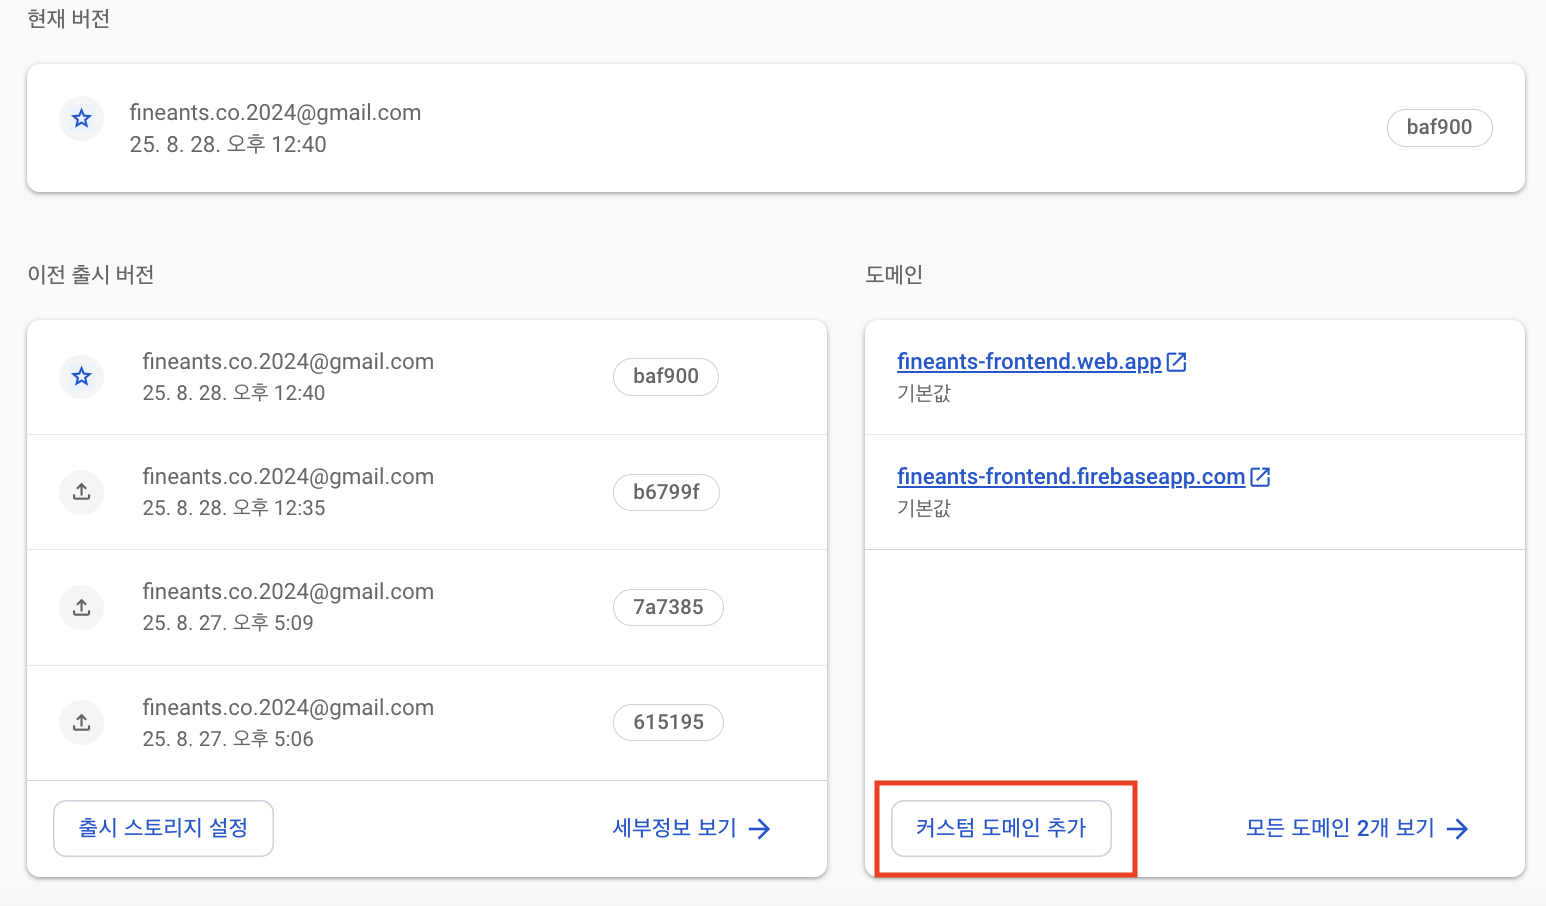 현재 버전
fineants.co.2024@gmail.com
25. 8. 28. 오후 12:40
baf900
이전 출시 버전
fineants.co.2024@gmail.com
25. 8. 28. 오후 12:40
baf900
fineants.co.2024@gmail.com
25. 8. 28. 오후 12:35
b6799f
fineants.co.2024@gmail.com
25. 8. 27. 오후 5:09
7a7385
fineants.co.2024@gmail.com
25. 8. 27. 오후 5:06
615195
출시 스토리지 설정
세부정보 보기
도메인
fineants-frontend.web.app
기본값
fineants-frontend.firebaseapp.com
기본값
커스텀 도메인 추가
모든 도메인 2개 보기